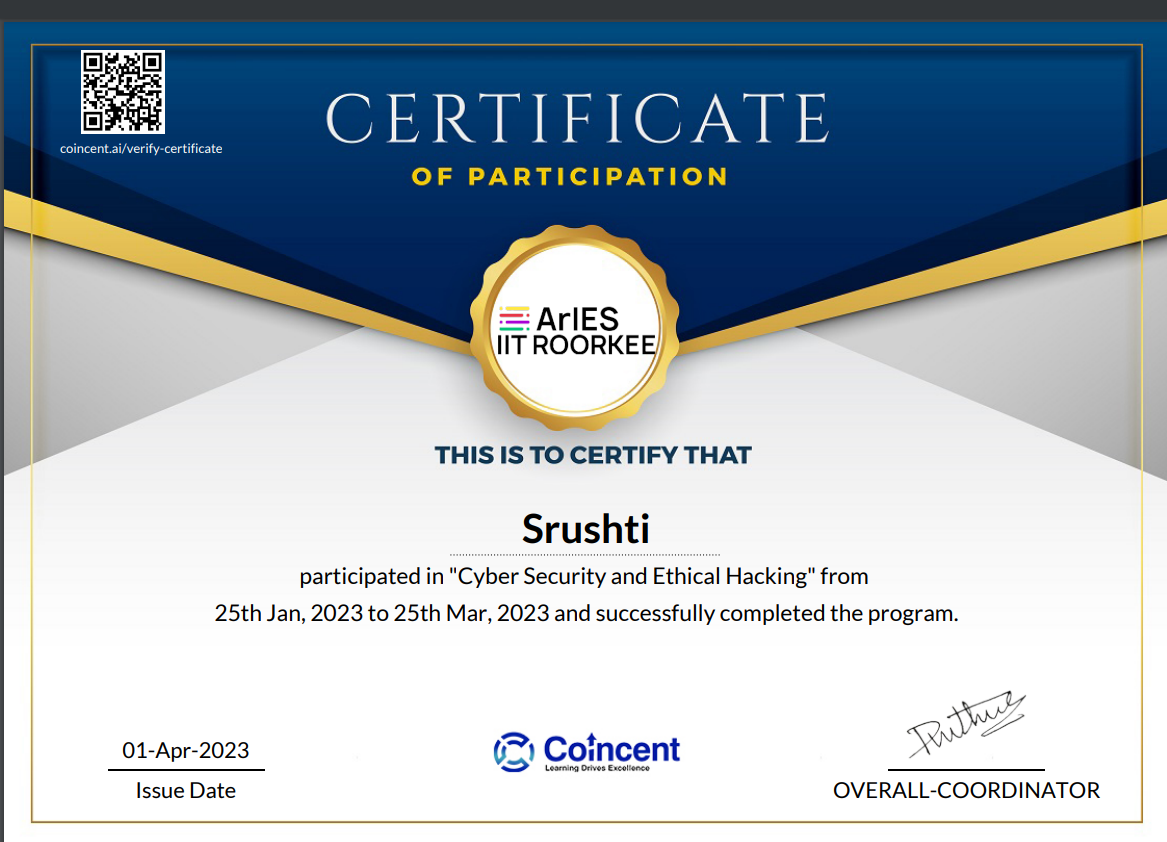 coincent.ai/verify-certificate
CERTIFICATE
OF PARTICIPATION
ArIES
IIT ROORKEE
THIS IS TO CERTIFY THAT
Srushti
participated in "Cyber Security and Ethical Hacking" from
25th Jan, 2023 to 25th Mar, 2023 and successfully completed the program.
01-Apr-2023
Issue Date
Coincent
Learning Drives Excellence
OVERALL-COORDINATOR